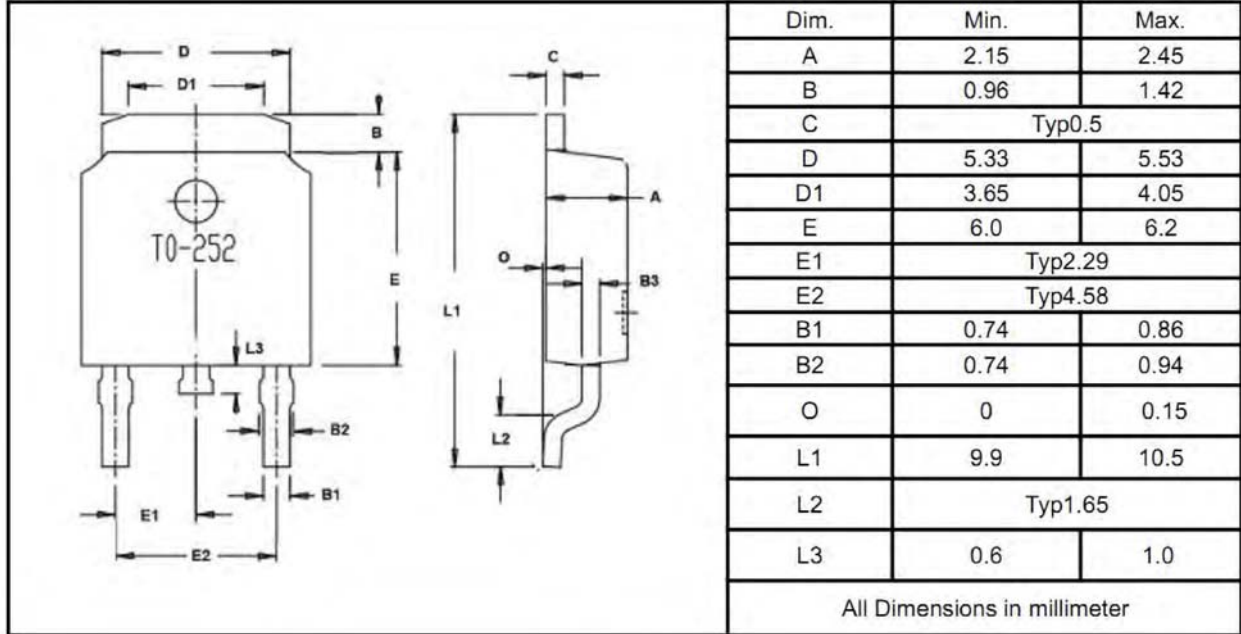 D
D1
B
TO-252
E
L3
B2
B1
E1
E2
C
A
O
B3
L1
L2
Dim. Min. Max.
A 2.15 2.45
B 0.96 1.42
C Typ0.5
D 5.33 5.53
D1 3.65 4.05
E 6.0 6.2
E1 Typ2.29
E2 Typ4.58
B1 0.74 0.86
B2 0.74 0.94
O 0 0.15
L1 9.9 10.5
L2 Typ1.65
L3 0.6 1.0
All Dimensions in millimeter